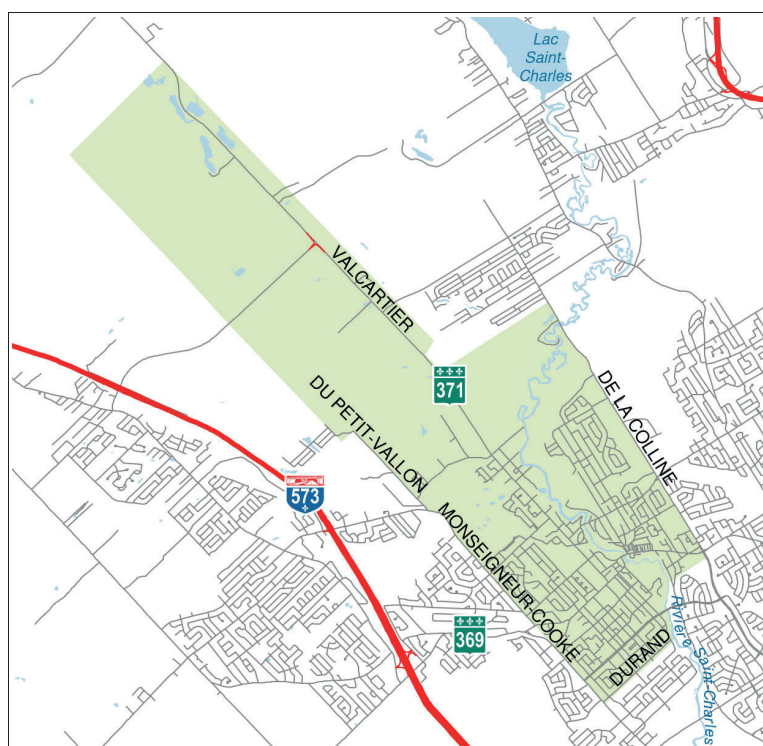 Lac
Saint-
Charles
VALCARTIER
371
DE LA COLLINE
DU PETIT-VALLON
573
MONSEIGNEUR-COOKE
369
DURAND
Rivière Saint-Charles